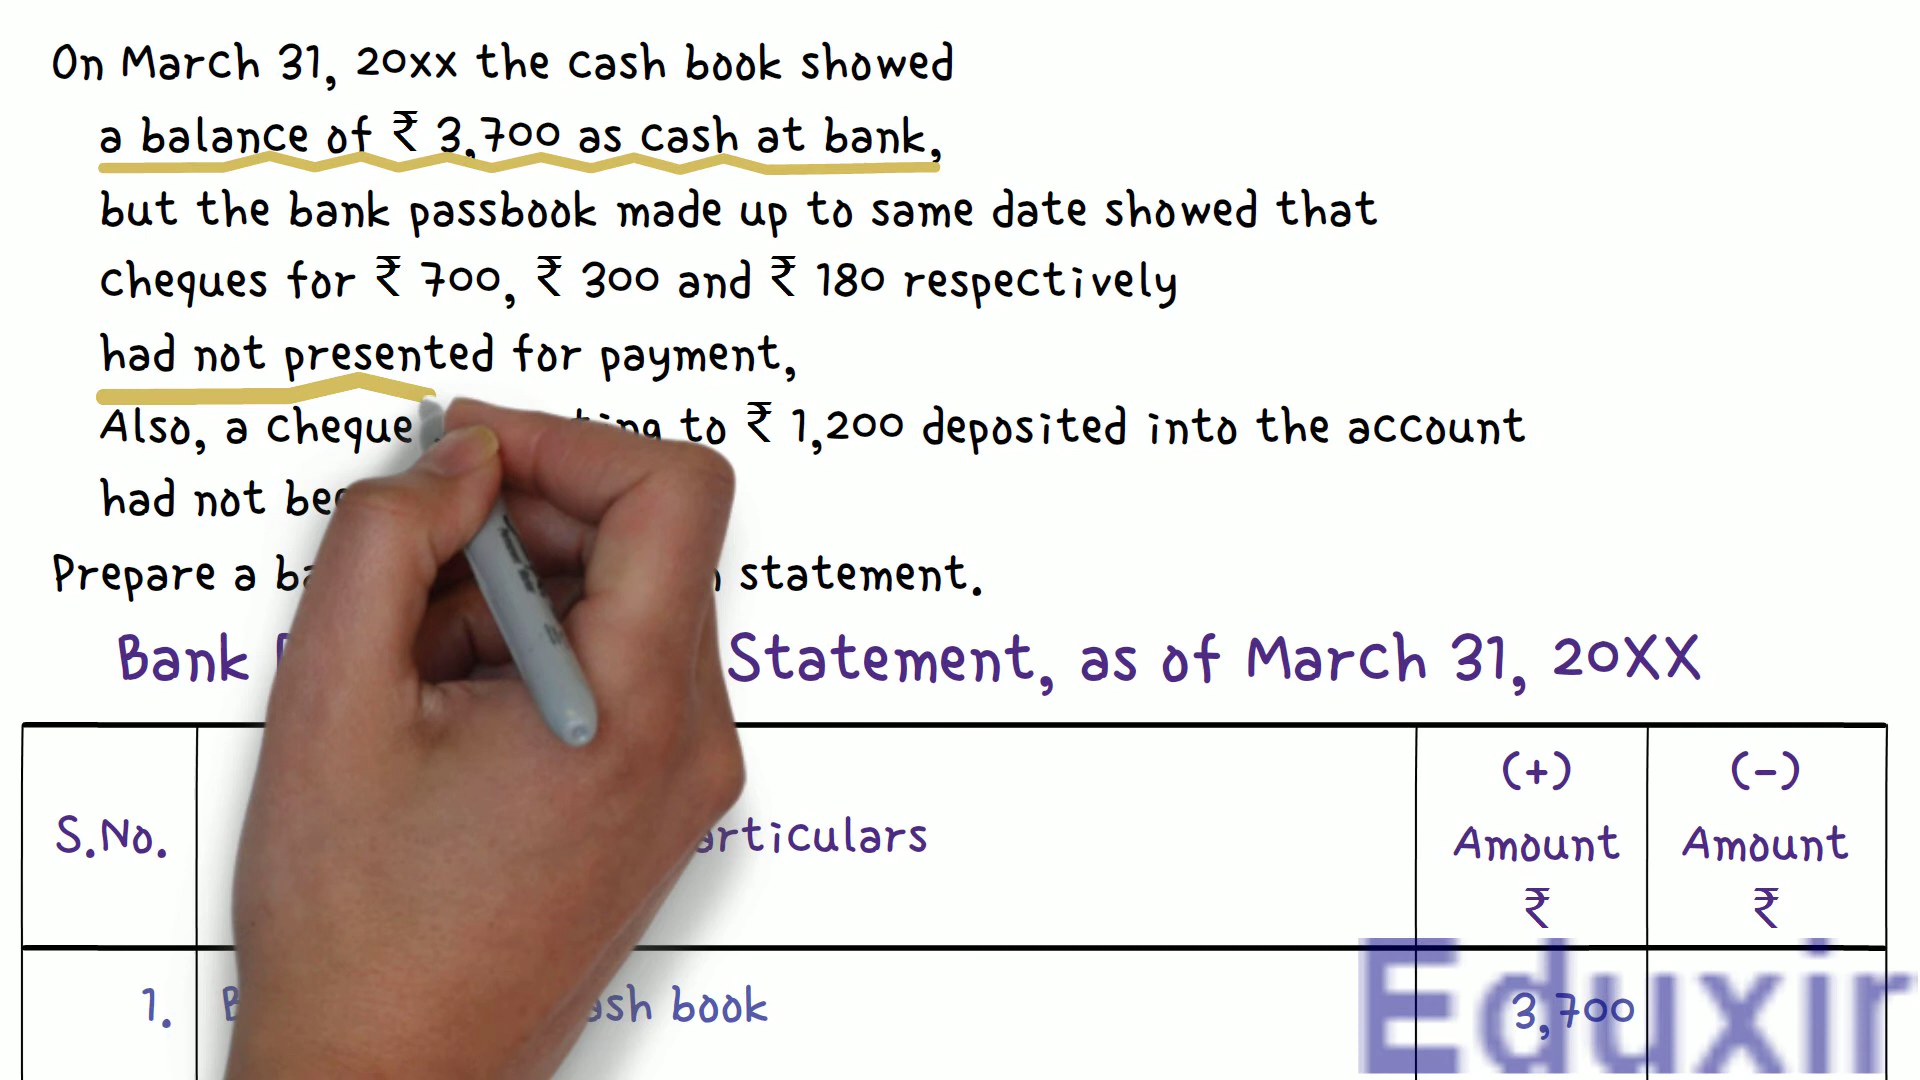 On March 31, 20xx the cash book showed
a balance of ₹ 3,700 as cash at bank,
but the bank passbook made up to same date showed that
cheques for ₹ 700, ₹ 300 and ₹ 180 respectively
had not presented for payment,
Also, a cheque to ₹ 1,200 deposited into the account
had not
Prepare a statement.
Bank Statement, as of March 31, 20XX
S.No.
(+)
Amount
₹
(-)
Amount
₹
1. book 3,700
Eduxir